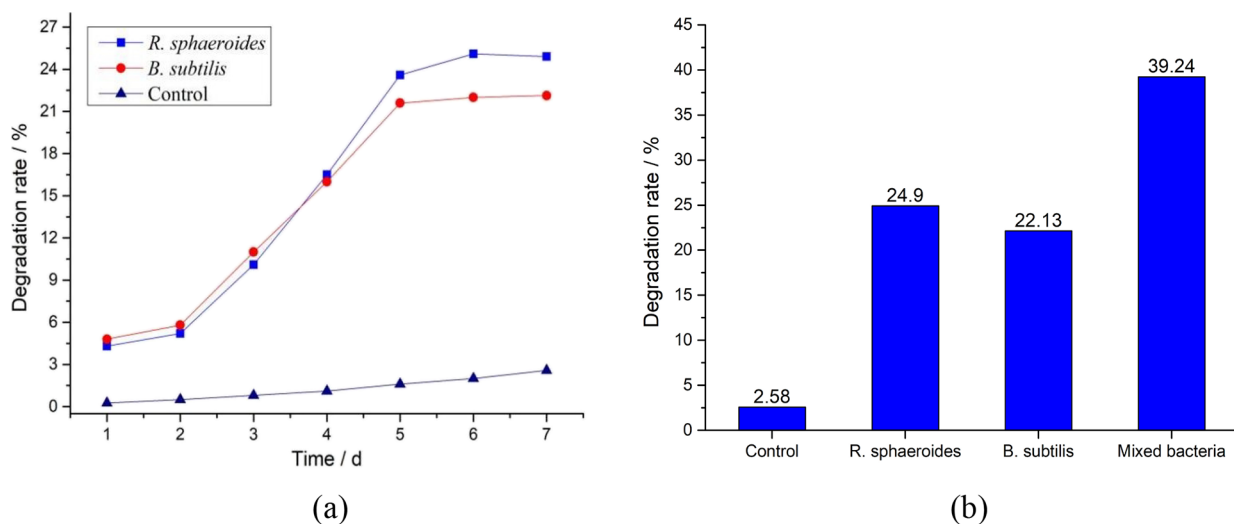 27
24
21
18
15
12
9
6
3
0
Degradation rate / %
R. sphaeroides
B. subtilis
Control
1 2 3 4 5 6 7
Time / d
(a)
45
40
35
30
25
20
15
10
5
0
Degradation rate / %
2.58
24.9
22.13
39.24
Control R. sphaeroides B. subtilis Mixed bacteria
(b)